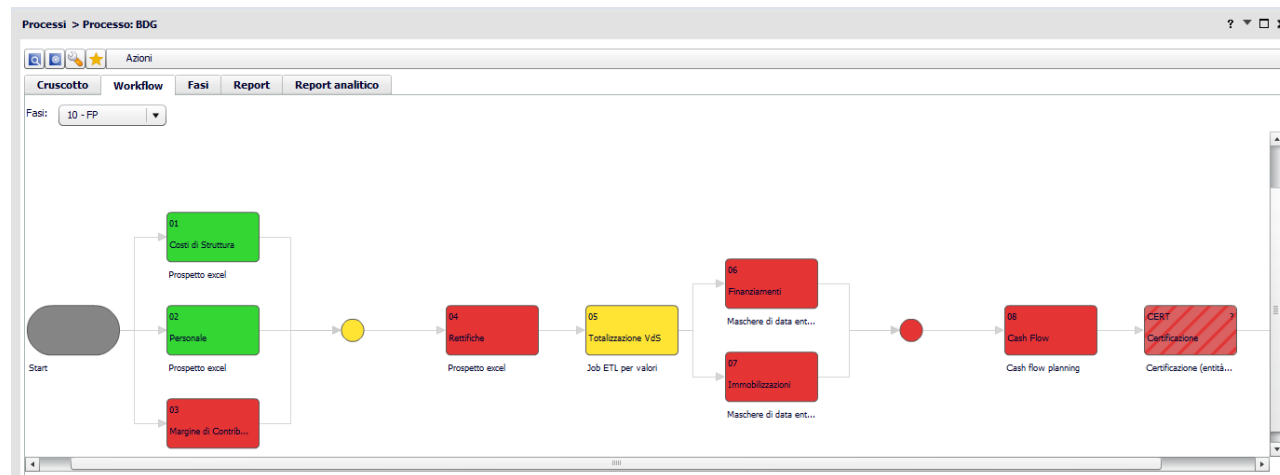 Processi > Processo: BDG
?
Azioni
Cruscotto Workflow Fasi Report Report analitico
Fasi: 10 - FP
Start
01
Costi di Struttura
Prospetto excel
02
Personale
Prospetto excel
03
Margine di Contrib...
04
Rettifiche
Prospetto excel
05
Totalizzazione VdS
Job ETL per valori
06
Finanziamenti
Maschere di data ent...
07
Immobilizzazioni
Maschere di data ent...
08
Cash Flow
Cash flow planning
CERT ?
Certificazione
Certificazione (entità...